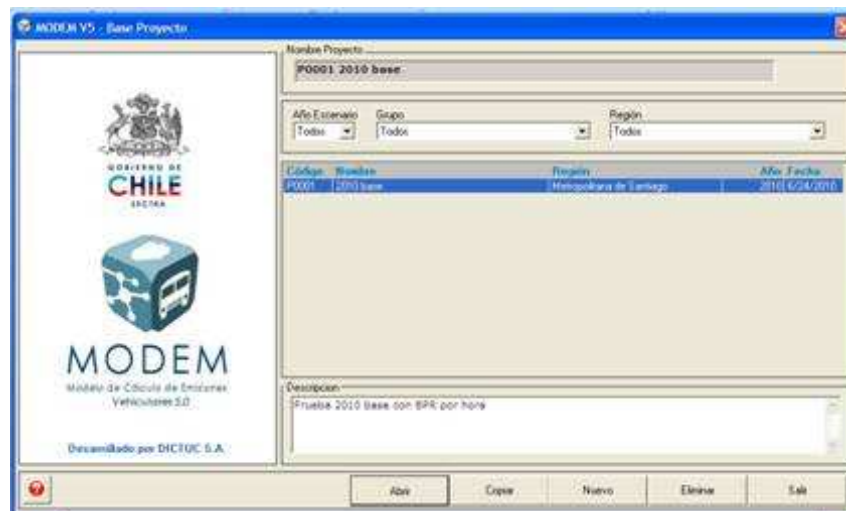 MODEM V5 - Base Proyecto
Nombre Proyecto
P0001 2010 base
Año Escenario Grupo Región
Todos Todos Todos
Código Nombre Región Año Fecha
P0001 2010 base Metropolitana de Santiago 2010 6/24/2010
GOBIERNO DE
CHILE
SECTRA
MODEM
Modelo de Cálculo de Emisiones
Vehiculares 5.0
Desarrollado por DICTUC S.A.
Descripcion
Prueba 2010 base con BPR por hora
Abrir Copiar Nuevo Eliminar Salir